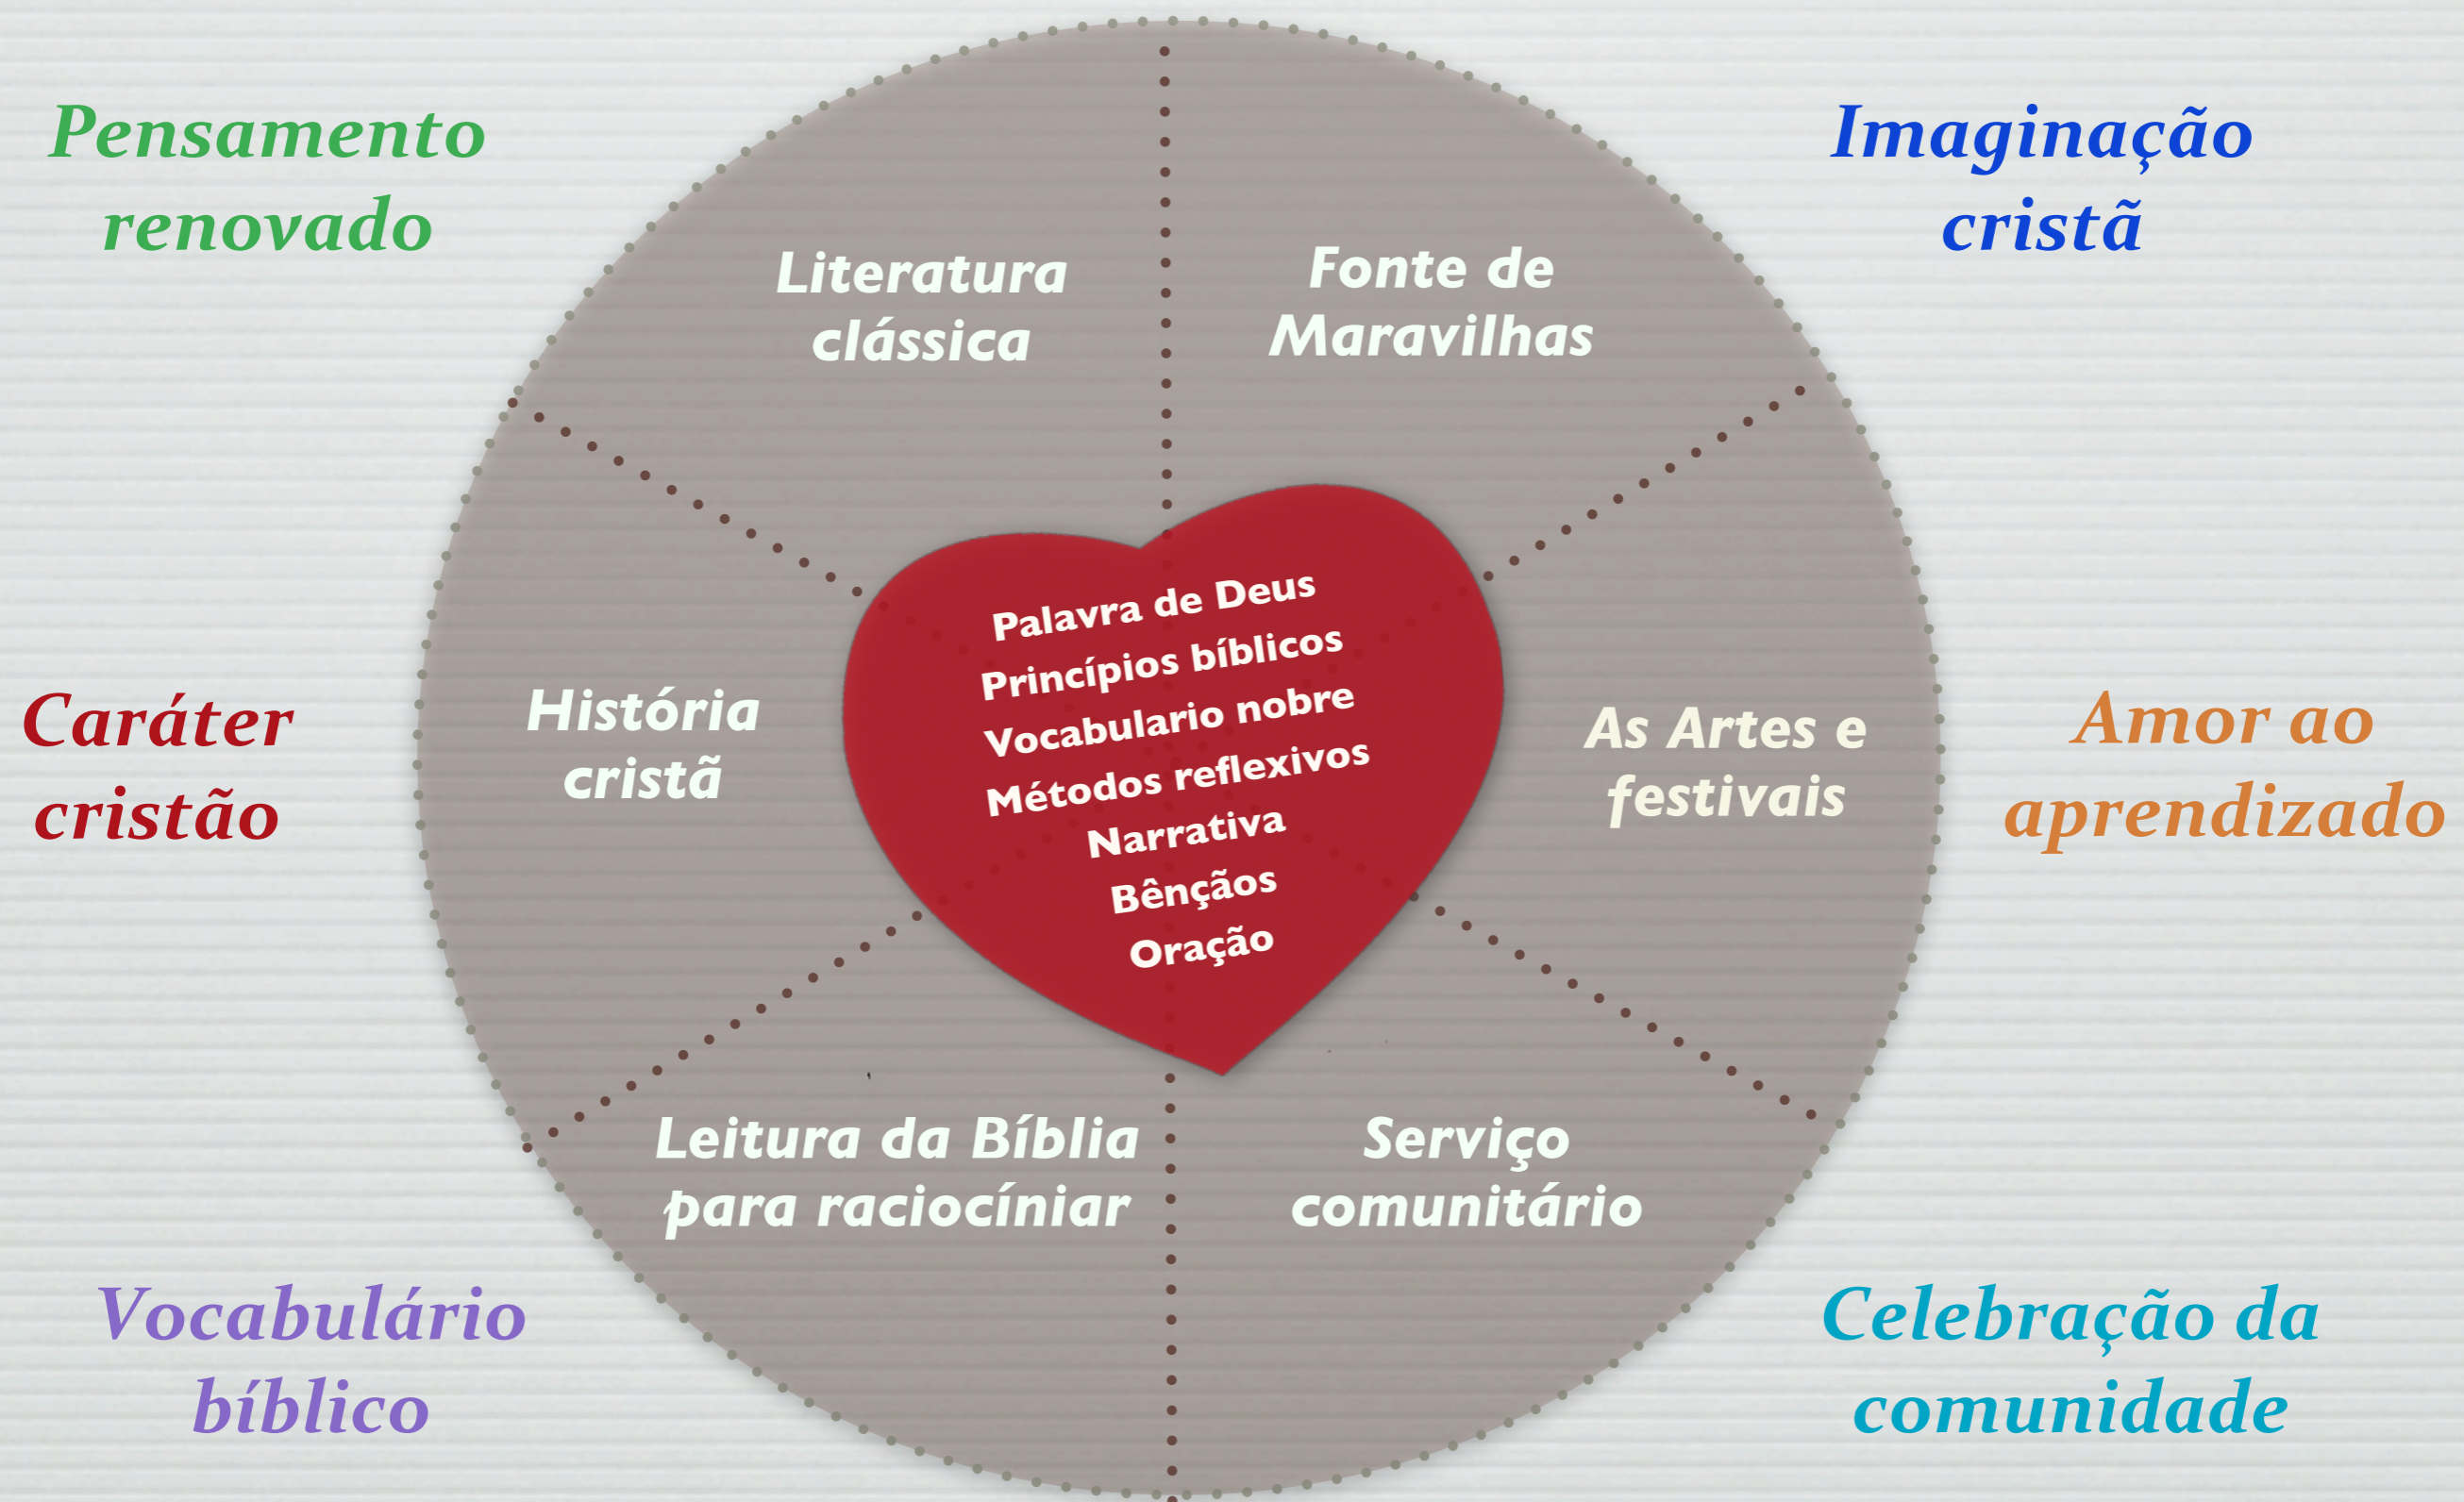 Pensamento
renovado
Imaginação
cristã
Literatura
clássica
Fonte de
Maravilhas
Palavra de Deus
Princípios bíblicos
Vocabulario nobre
Métodos reflexivos
Narrativa
Bênçãos
Oração
Caráter
cristão
História
cristã
As Artes e
festivais
Amor ao
aprendizado
Leitura da Bíblia
para raciocíniar
Serviço
comunitário
Vocabulário
bíblico
Celebração da
comunidade